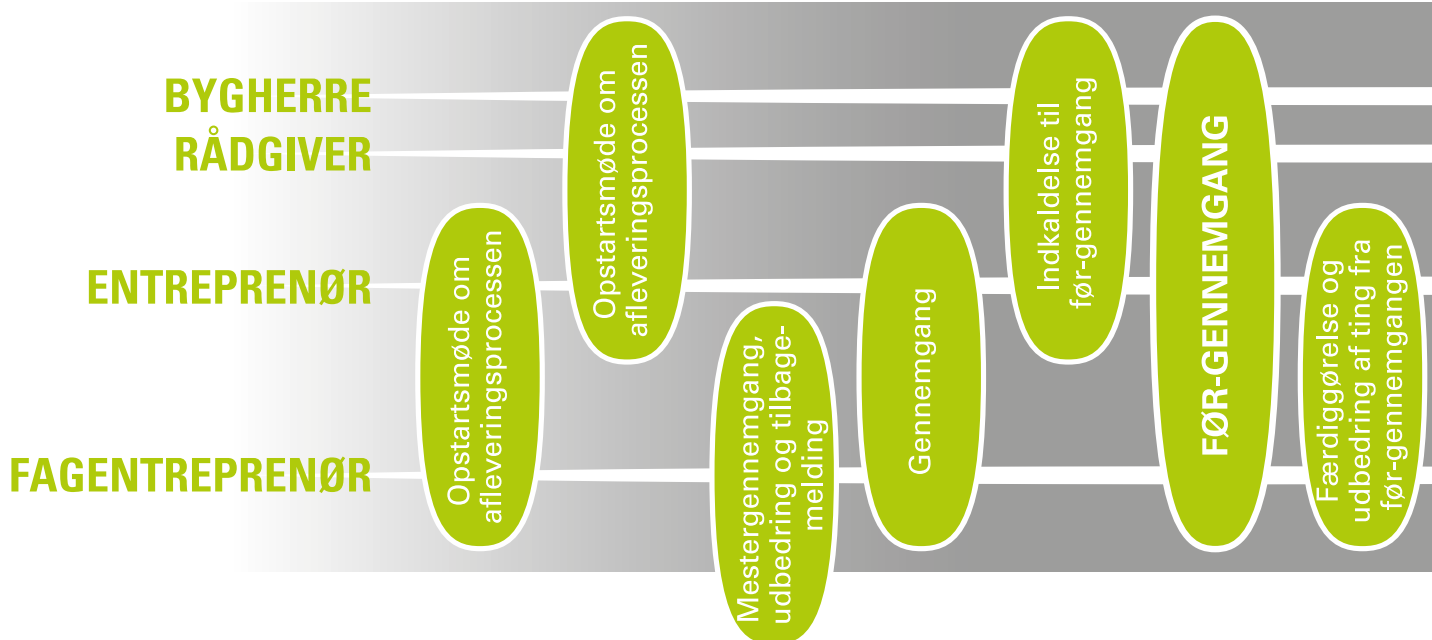 BYGHERRE
RÅDGIVER
ENTREPRENØR
FAGENTREPRENØR
Opstartsmøde om
afleveringsprocessen
Opstartsmøde om
afleveringsprocessen
Mestergennemgang,
udbedring og tilbage-
melding
Gennemgang
Indkaldelse til
før-gennemgang
FØR-GENNEMGANG
Færdiggørelse og
udbedring af ting fra
før-gennemgangen